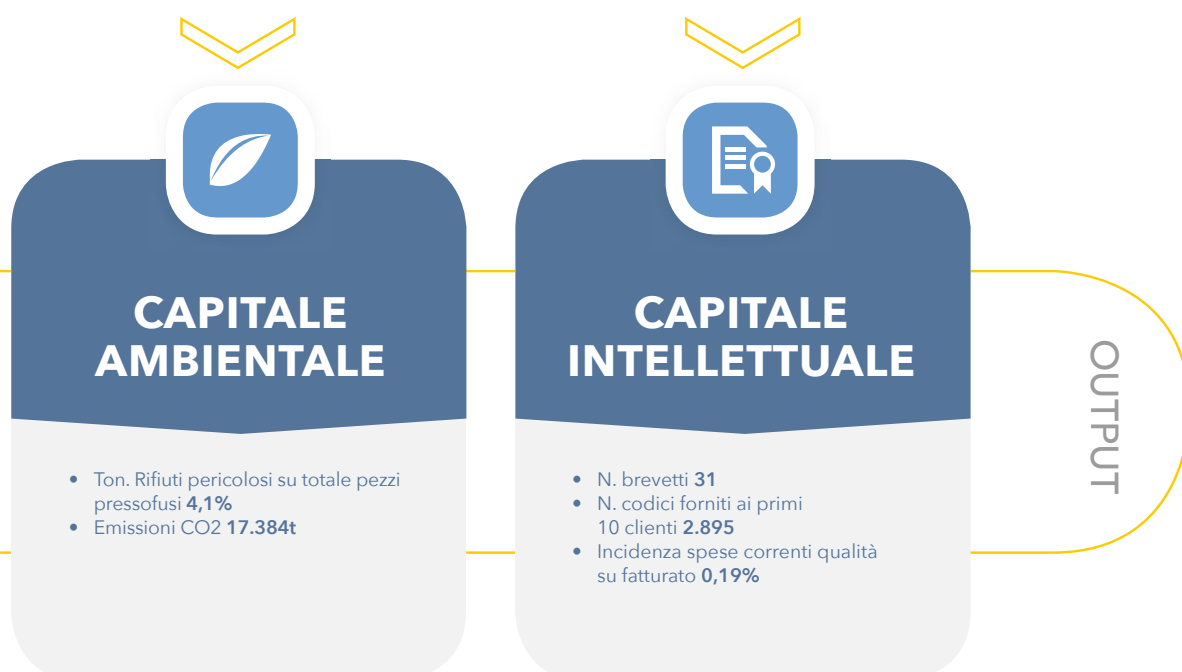 CAPITALE
AMBIENTALE
• Ton. Rifiuti pericolosi su totale pezzi
pressofusi 4,1%
• Emissioni CO2 17.384t
CAPITALE
INTELLETTUALE
• N. brevetti 31
• N. codici forniti ai primi
10 clienti 2.895
• Incidenza spese correnti qualità
su fatturato 0,19%
OUTPUT